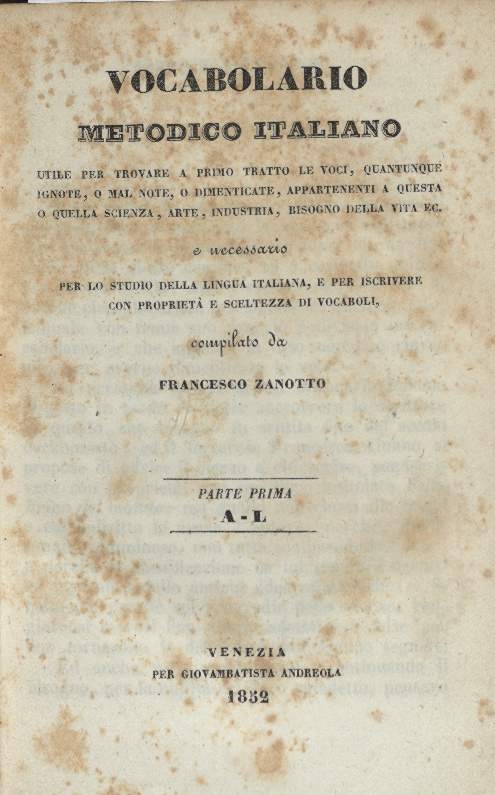 VOCABOLARIO
METODICO ITALIANO
UTILE PER TROVARE A PRIMO TRATTO LE VOCI, QUANTUNQUE
IGNOTE, O MAL NOTE, O DIMENTICATE, APPARTENENTI A QUESTA
O QUELLA SCIENZA, ARTE, INDUSTRIA, BISOGNO DELLA VITA EC.
e necessario
PER LO STUDIO DELLA LINGUA ITALIANA, E PER ISCRIVERE
CON PROPRIETÀ E SCELTEZZA DI VOCABOLI,
compilato da
FRANCESCO ZANOTTO
PARTE PRIMA
A-L
VENEZIA
PER GIOVAMBATISTA ANDREOLA
1852